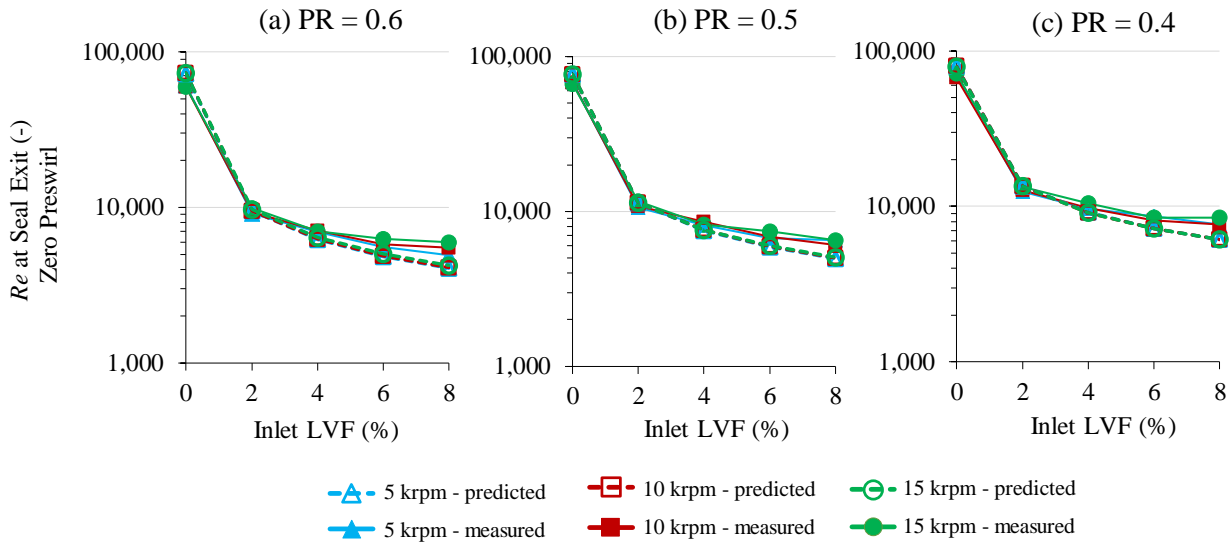 (a) PR = 0.6
(b) PR = 0.5
(c) PR = 0.4
Re at Seal Exit (-)
Zero Preswirl
100,000
10,000
1,000
0 2 4 6 8
Inlet LVF (%)
100,000
10,000
1,000
0 2 4 6 8
Inlet LVF (%)
100,000
10,000
1,000
0 2 4 6 8
Inlet LVF (%)
5 krpm - predicted
10 krpm - predicted
15 krpm - predicted
5 krpm - measured
10 krpm - measured
15 krpm - measured